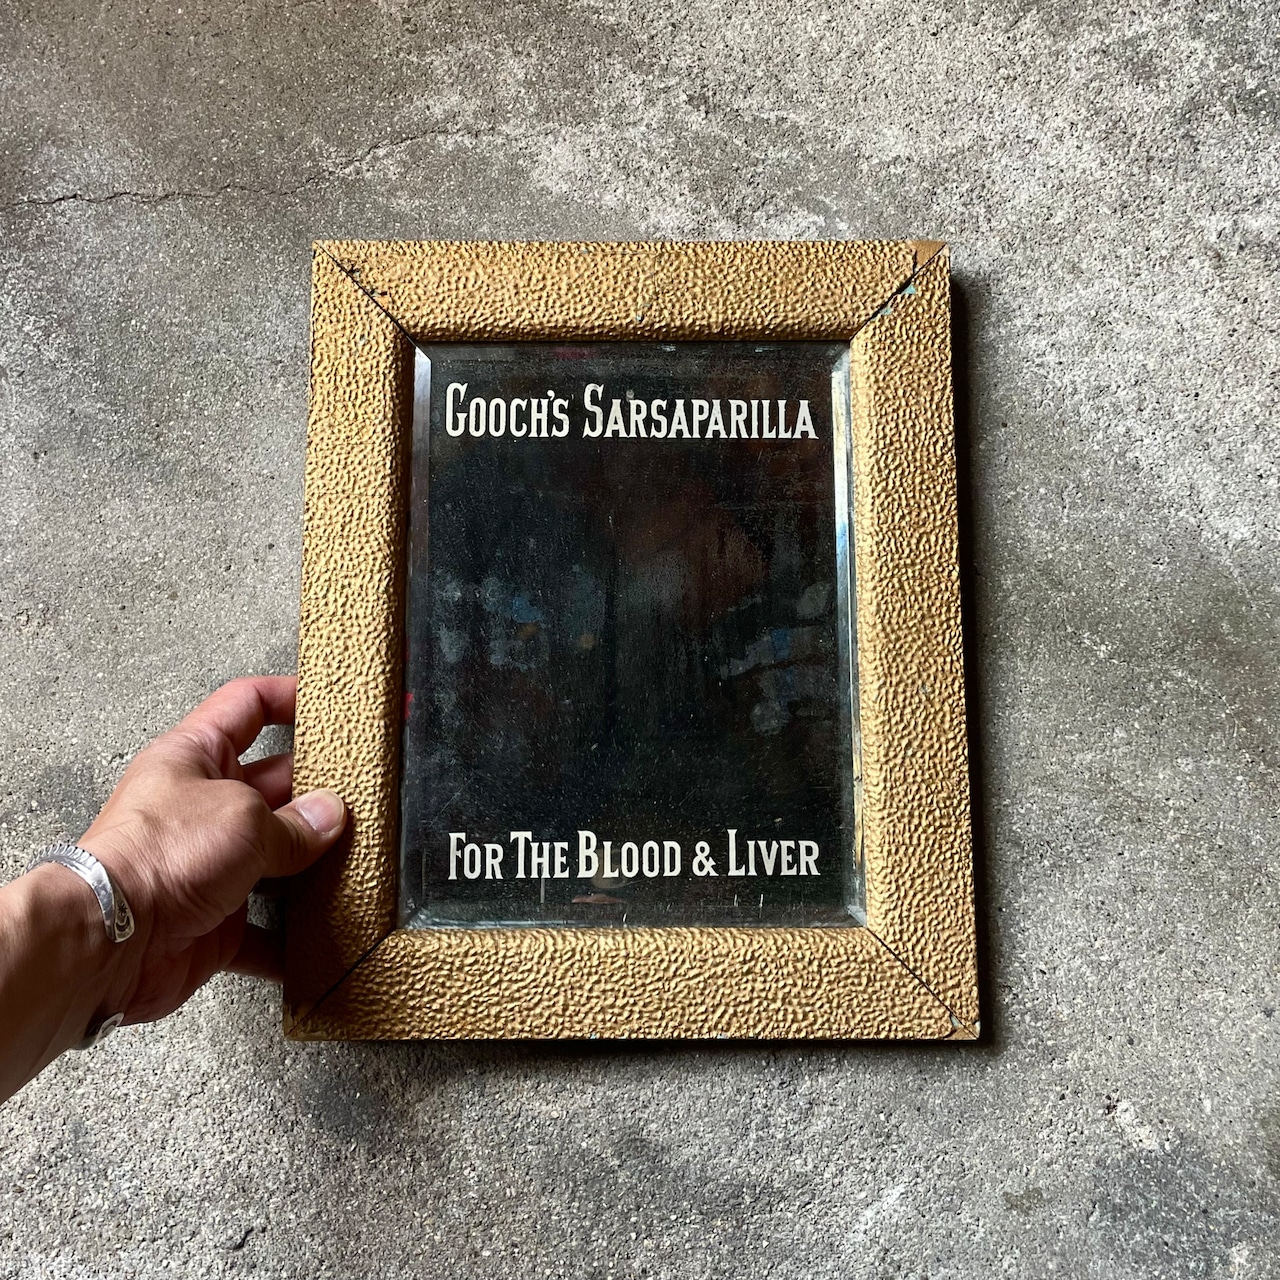 Gooch's Sarsaparilla
For The Blood & Liver